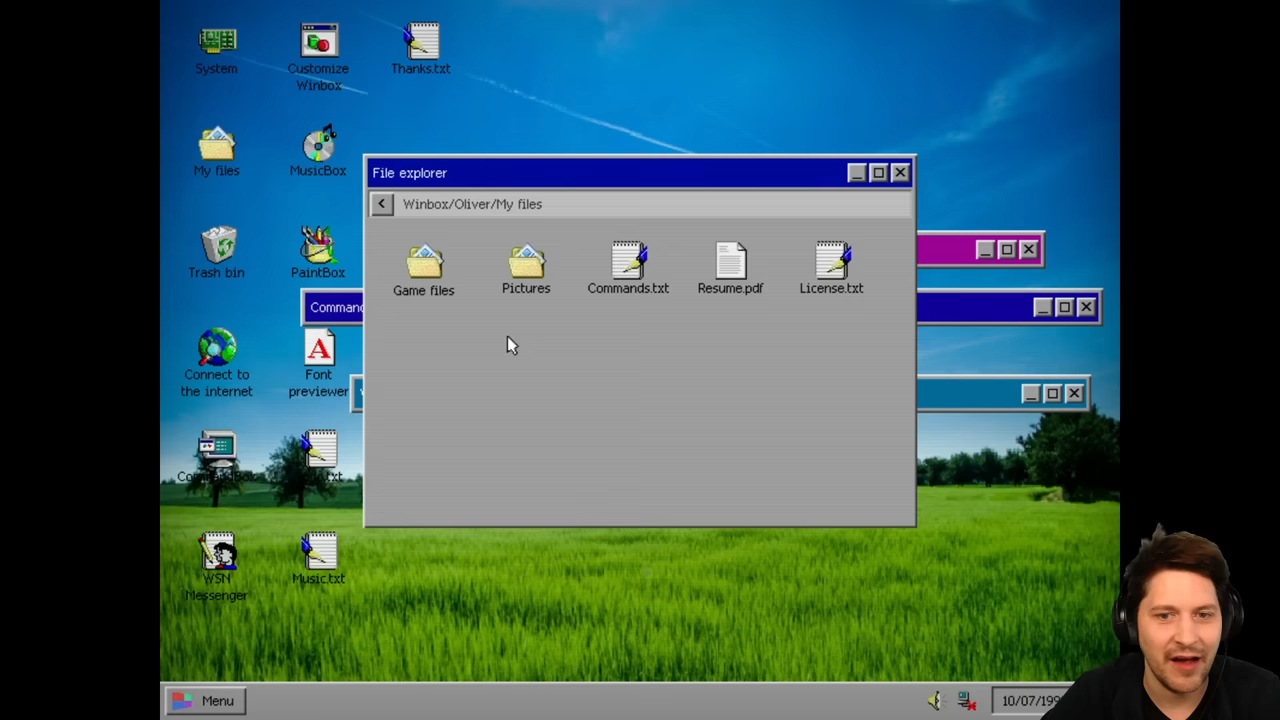 System
Customize
Winbox
Thanks.txt
My files
MusicBox
File explorer
Winbox/Oliver/My files
Game files
Pictures
Commands.txt
Resume.pdf
License.txt
Trash bin
PaintBox
Command
Connect to
the internet
Font
previewer
.txt
WSN
Messenger
Music.txt
Menu
10/07/199